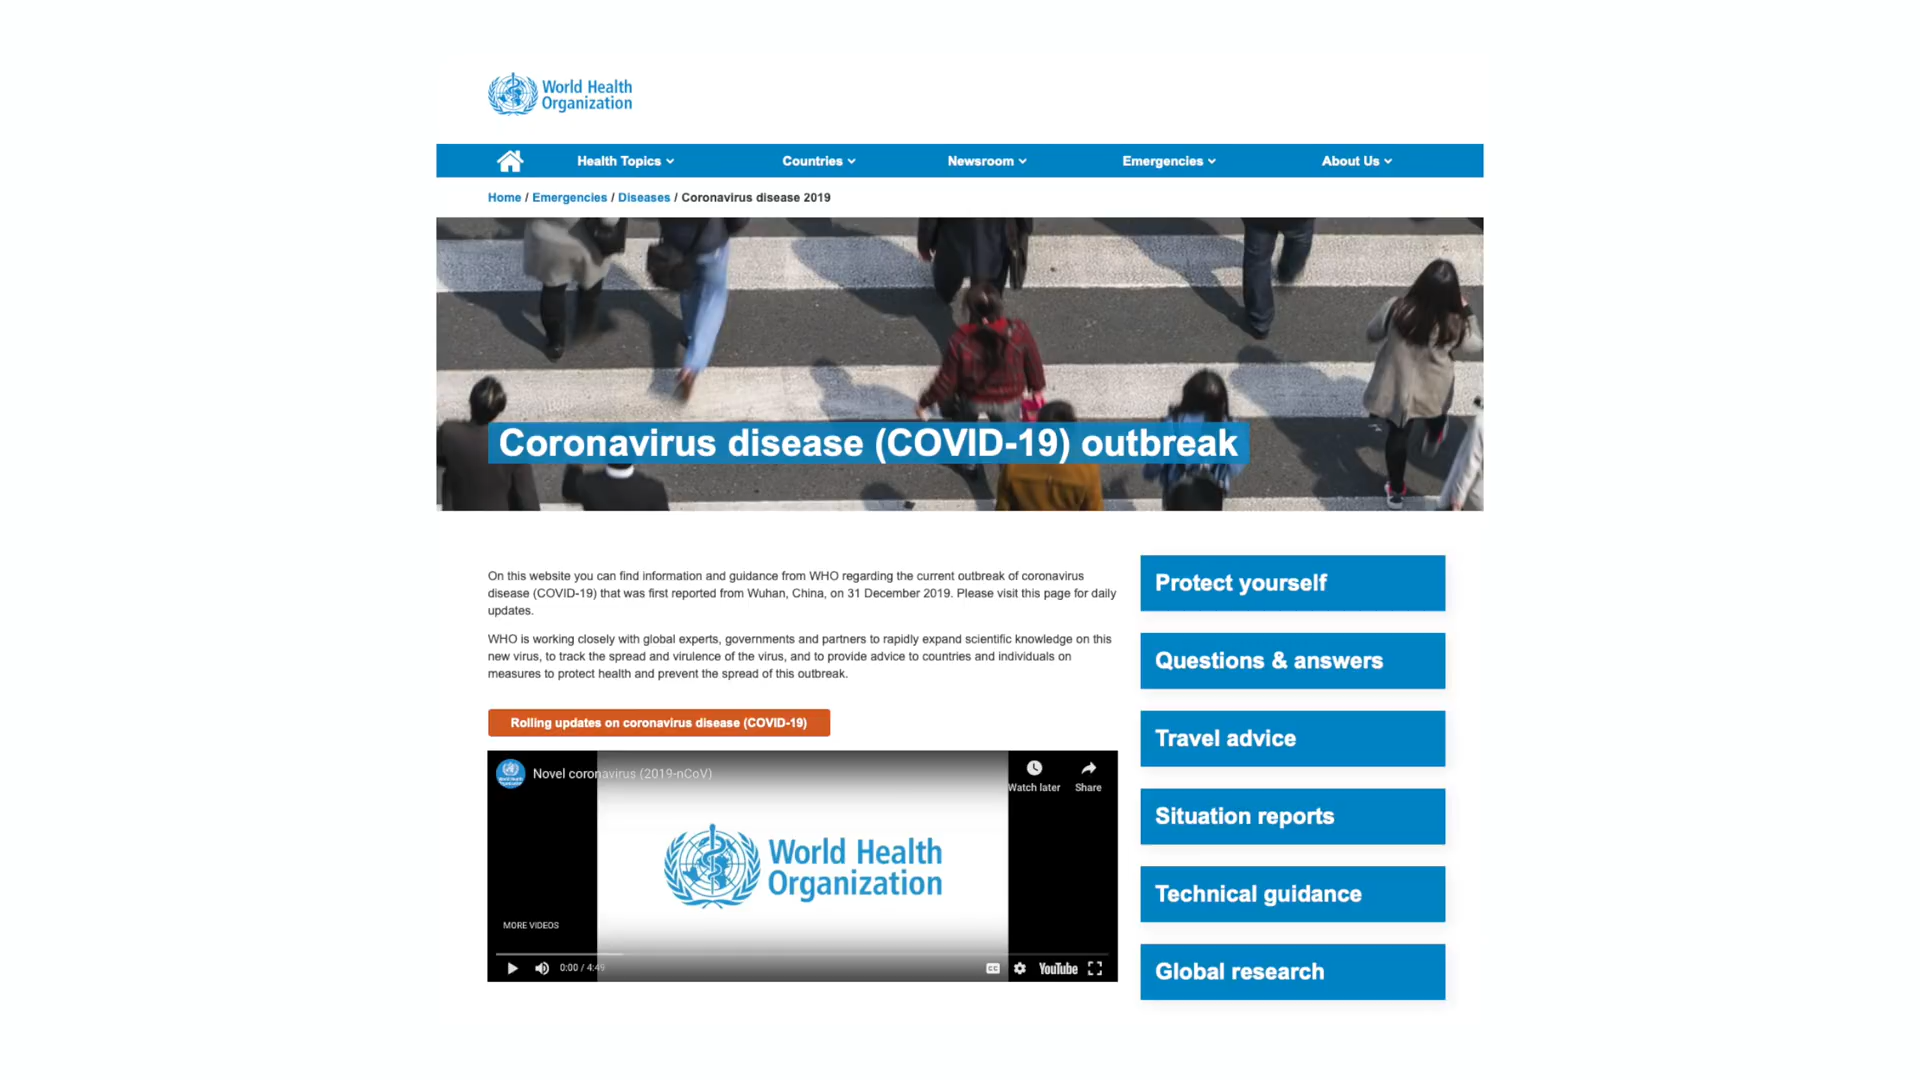 World Health
Organization
Health Topics
Countries
Newsroom
Emergencies
About Us
Home / Emergencies / Diseases / Coronavirus disease 2019
Coronavirus disease (COVID-19) outbreak
On this website you can find information and guidance from WHO regarding the current outbreak of coronavirus
disease (COVID-19) that was first reported from Wuhan, China, on 31 December 2019. Please visit this page for daily
updates.
WHO is working closely with global experts, governments and partners to rapidly expand scientific knowledge on this
new virus, to track the spread and virulence of the virus, and to provide advice to countries and individuals on
measures to protect health and prevent the spread of this outbreak.
Rolling updates on coronavirus disease (COVID-19)
Novel coronavirus (2019-nCoV)
Watch later
Share
World Health
Organization
MORE VIDEOS
0:00 / 4:49
CC
YouTube
Protect yourself
Questions & answers
Travel advice
Situation reports
Technical guidance
Global research